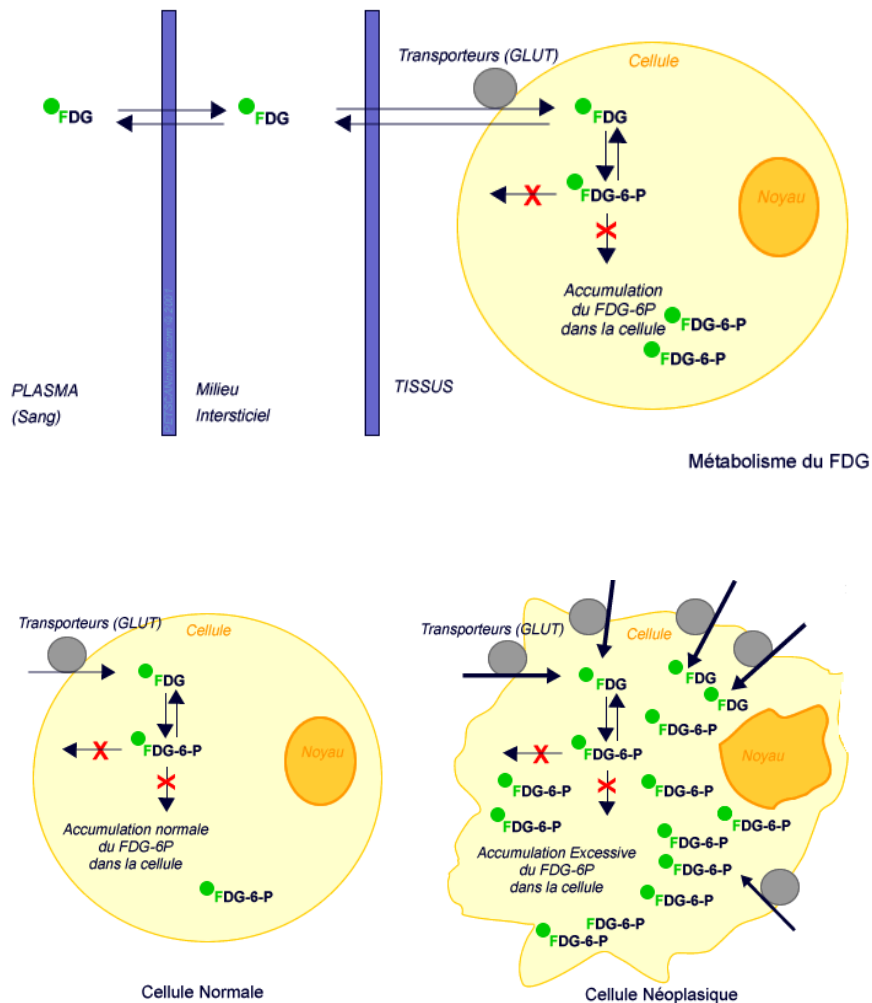 Transporteurs (GLUT)
Cellule
FDG
FDG
FDG
FDG-6-P
Noyau
Accumulation
du FDG-6P
dans la cellule
FDG-6-P
FDG-6-P
PLASMA
(Sang)
Milieu
Intersticiel
TISSUS
Métabolisme du FDG
Transporteurs (GLUT)
Cellule
FDG
FDG-6-P
Noyau
Accumulation normale
du FDG-6P
dans la cellule
FDG-6-P
Cellule Normale
Transporteurs (GLUT)
Cellule
FDG
FDG
FDG
FDG-6-P
FDG-6-P
Noyau
FDG-6-P
FDG-6-P
FDG-6-P
FDG-6-P
FDG-6-P
Accumulation Excessive
du FDG-6P
dans la cellule
FDG-6-P
FDG-6-P
FDG-6-P
FDG-6-P
Cellule Néoplasique